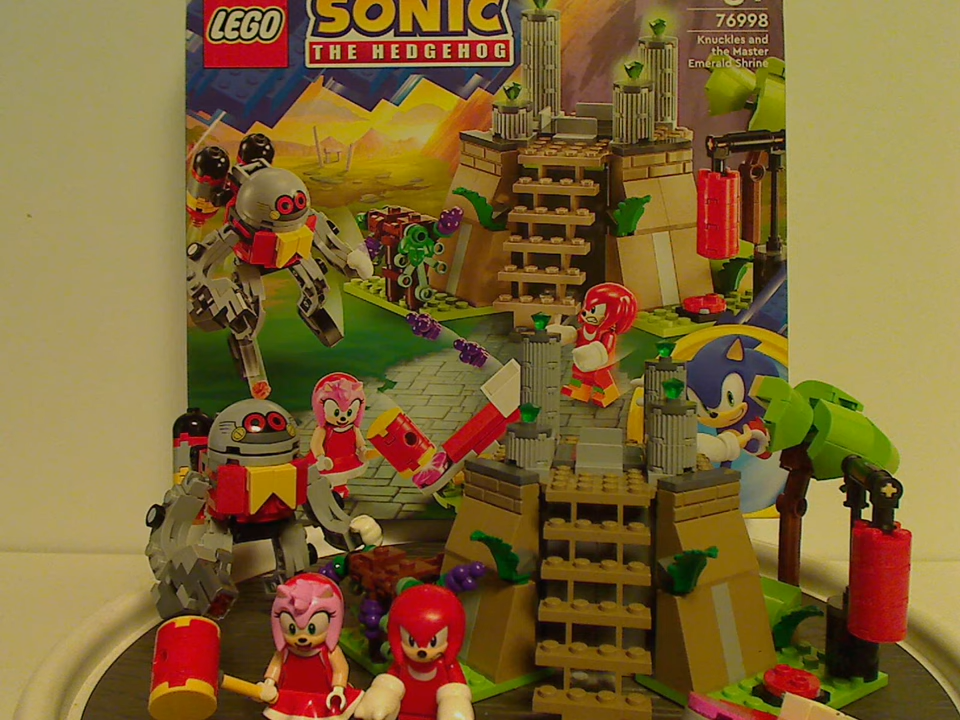 LEGO
SONIC
THE HEDGEHOG
76998
Knuckles and
the Master
Emerald Shrine